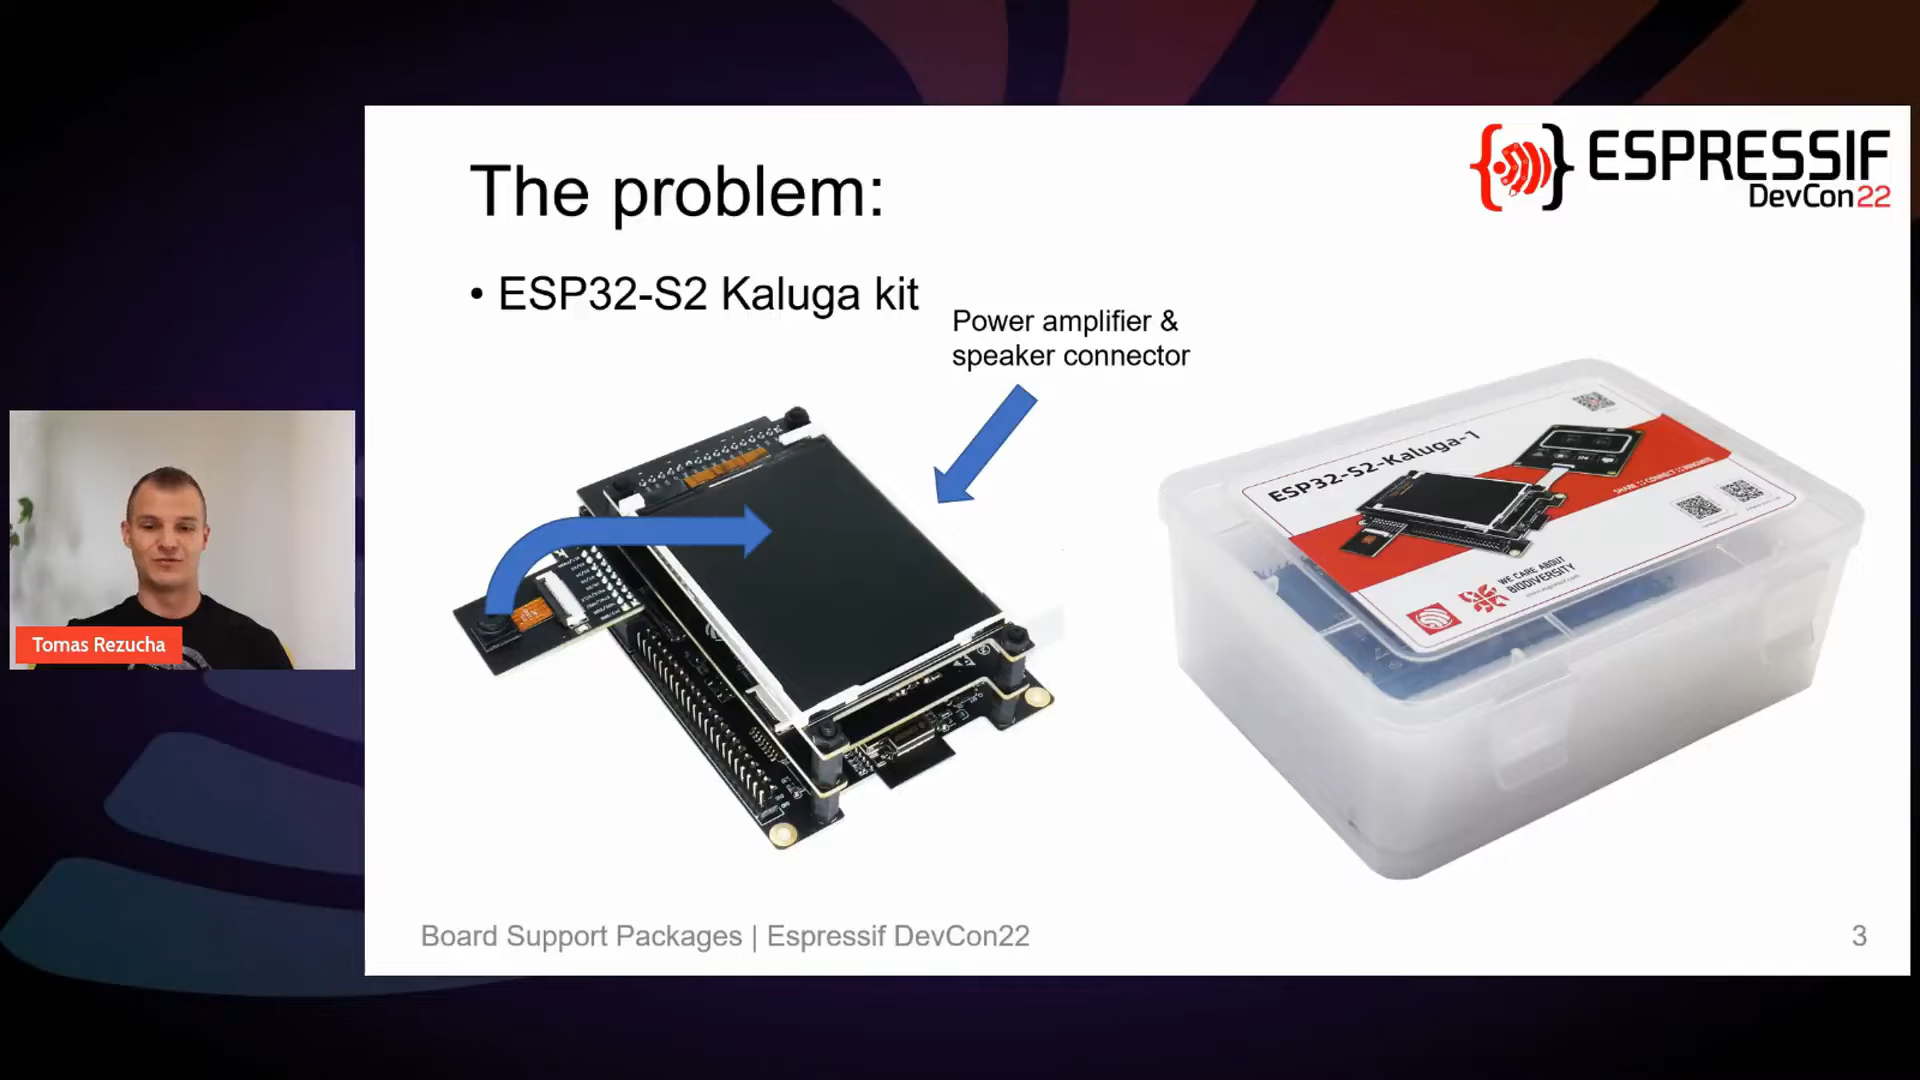 ESPRESSIF
DevCon22
The problem:
• ESP32-S2 Kaluga kit
Power amplifier &
speaker connector
ESP32-S2-Kaluga-1
WE CARE ABOUT
BIODIVERSITY
Tomas Rezucha
Board Support Packages | Espressif DevCon22
3